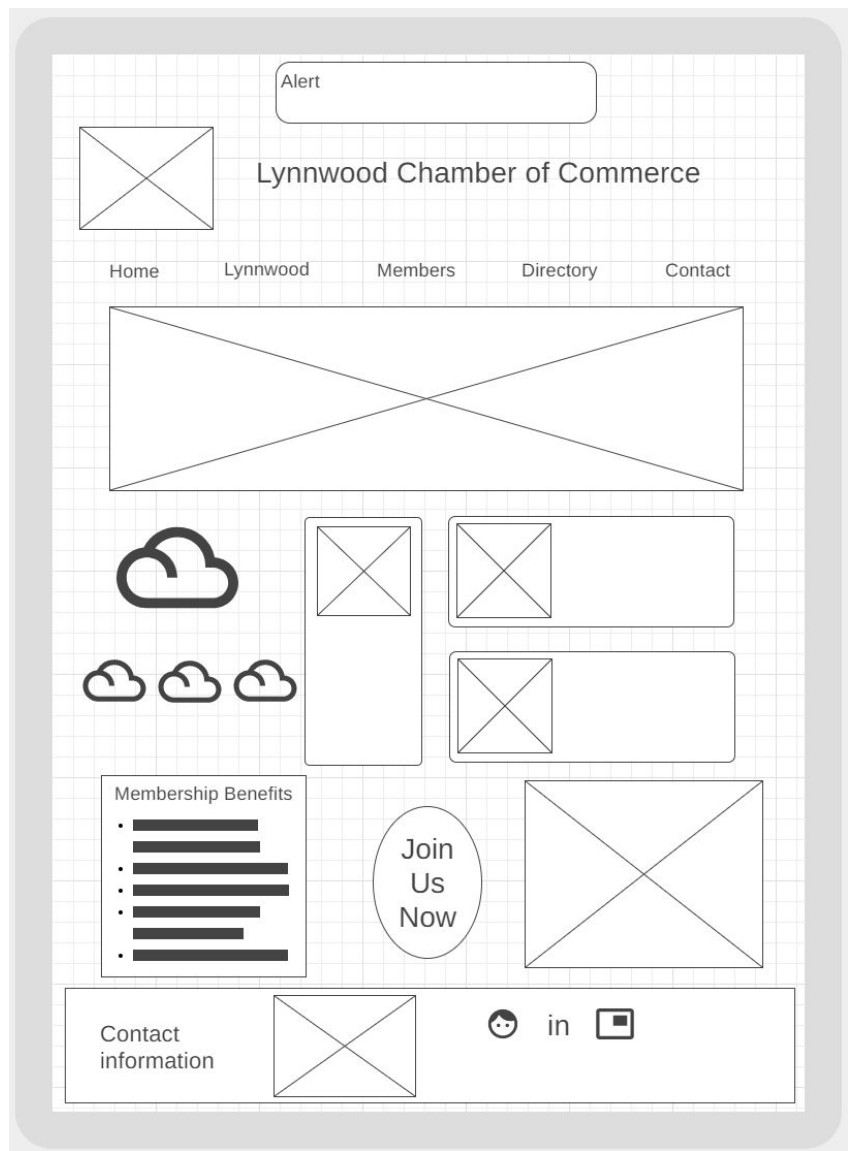 Alert
Lynnwood Chamber of Commerce
Home Lynnwood Members Directory Contact
Membership Benefits
Join
Us
Now
Contact
information
in